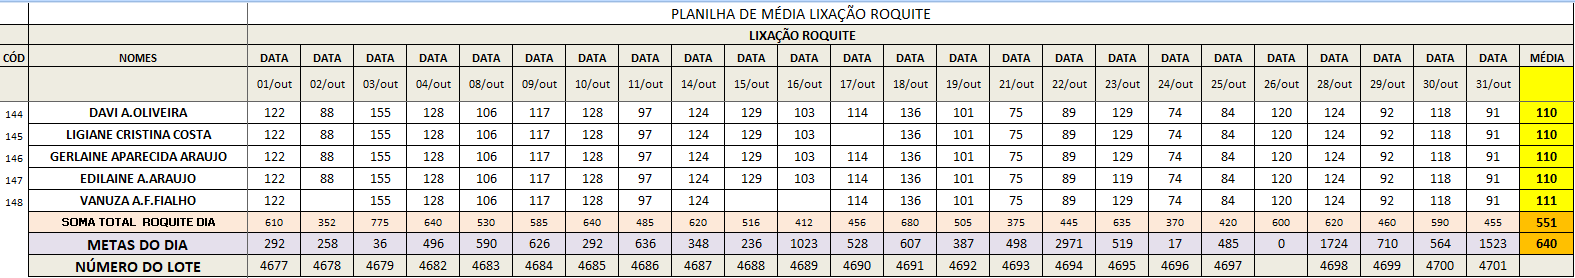 PLANILHA DE MÉDIA LIXAÇÃO ROQUITE
LIXAÇÃO ROQUITE
CÓD NOMES DATA DATA DATA DATA DATA DATA DATA DATA DATA DATA DATA DATA DATA DATA DATA DATA DATA DATA DATA DATA DATA DATA DATA DATA MÉDIA
01/out 02/out 03/out 04/out 08/out 09/out 10/out 11/out 14/out 15/out 16/out 17/out 18/out 19/out 21/out 22/out 23/out 24/out 25/out 26/out 28/out 29/out 30/out 31/out
144 DAVI A.OLIVEIRA 122 88 155 128 106 117 128 97 124 129 103 114 136 101 75 89 129 74 84 120 124 92 118 91 110
145 LIGIANE CRISTINA COSTA 122 88 155 128 106 117 128 97 124 129 103 136 101 75 89 129 74 84 120 124 92 118 91 110
146 GERLAINE APARECIDA ARAUJO 122 88 155 128 106 117 128 97 124 129 103 114 136 101 75 89 129 74 84 120 124 92 118 91 110
147 EDILAINE A.ARAUJO 122 88 155 128 106 117 128 97 124 129 103 114 136 101 75 89 119 74 84 120 124 92 118 91 110
148 VANUZA A.F.FIALHO 122 155 128 106 117 128 97 124 114 136 101 75 89 129 74 84 120 124 92 118 91 111
SOMA TOTAL ROQUITE DIA 610 352 775 640 530 585 640 485 620 516 412 456 680 505 375 445 635 370 420 600 620 460 590 455 551
METAS DO DIA 292 258 36 496 590 626 292 636 348 236 1023 528 607 387 498 2971 519 17 485 0 1724 710 564 1523 640
NÚMERO DO LOTE 4677 4678 4679 4682 4683 4684 4685 4686 4687 4688 4689 4690 4691 4692 4693 4694 4695 4696 4697 4698 4699 4700 4701